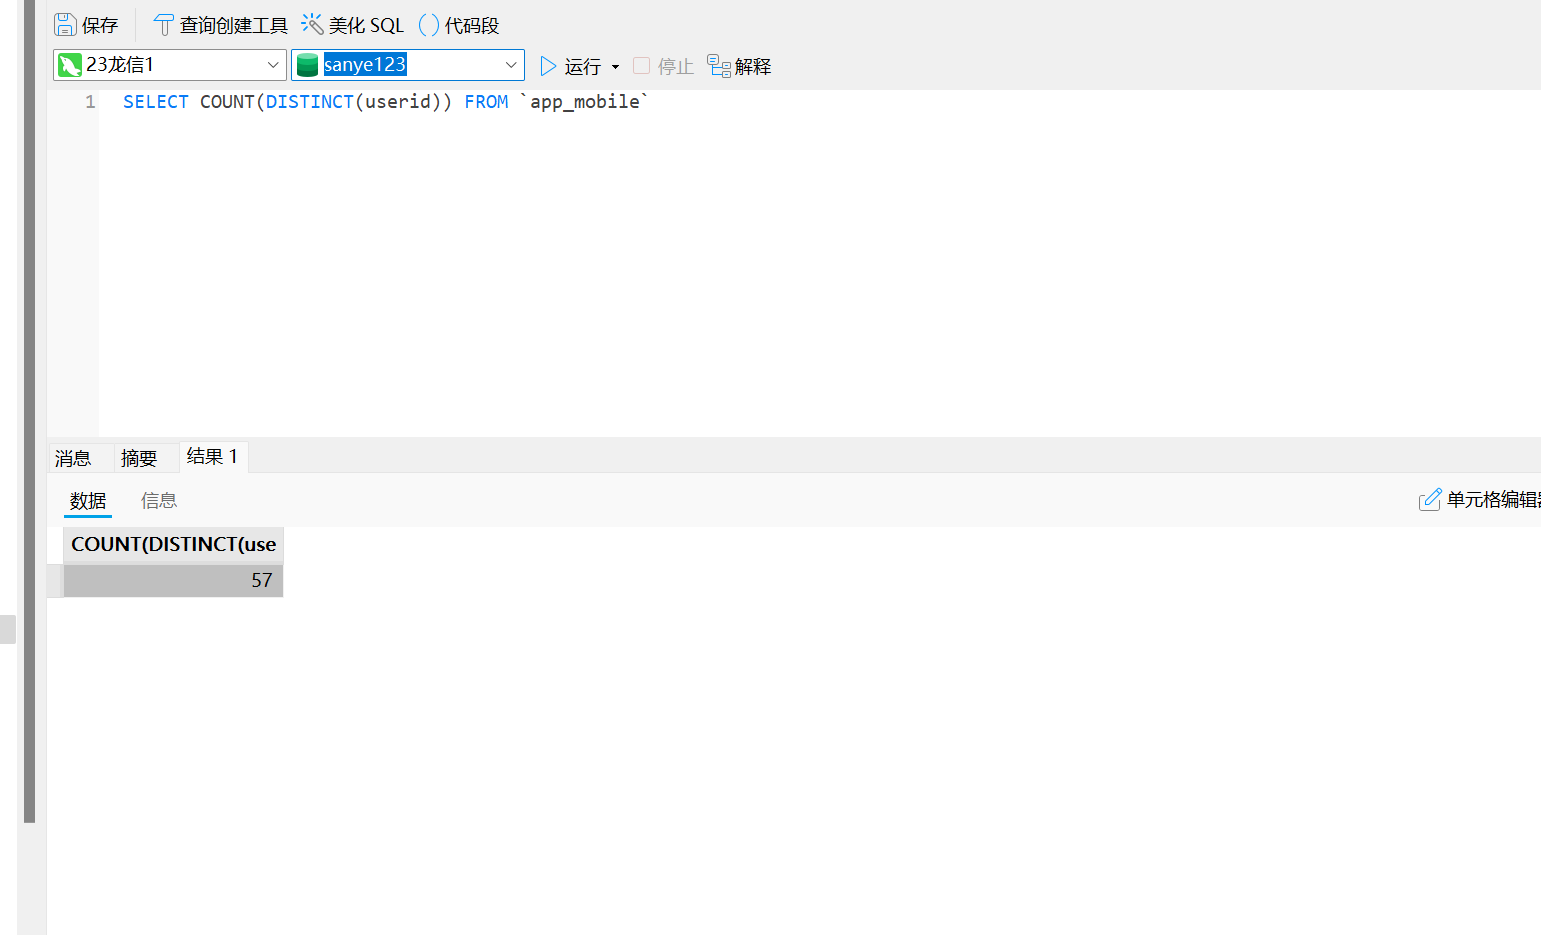 保存 查询创建工具 美化 SQL () 代码段
23龙信1 sanye123 运行 停止 解释
1 SELECT COUNT(DISTINCT(userid)) FROM `app_mobile`
消息 摘要 结果 1
数据 信息 单元格编辑器
COUNT(DISTINCT(use
57